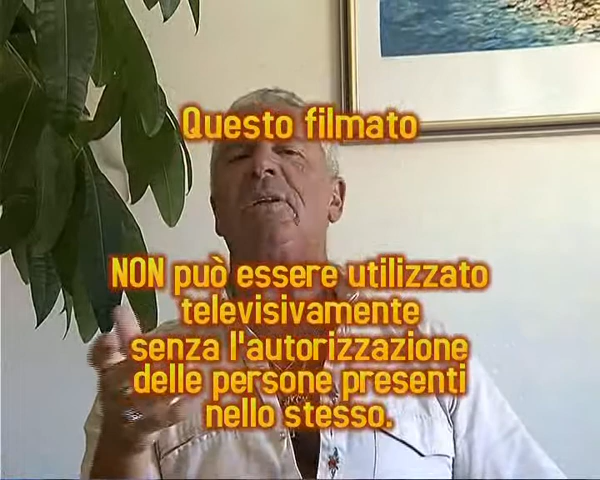 Questo filmato
NON può essere utilizzato
televisivamente
senza l'autorizzazione
delle persone presenti
nello stesso.